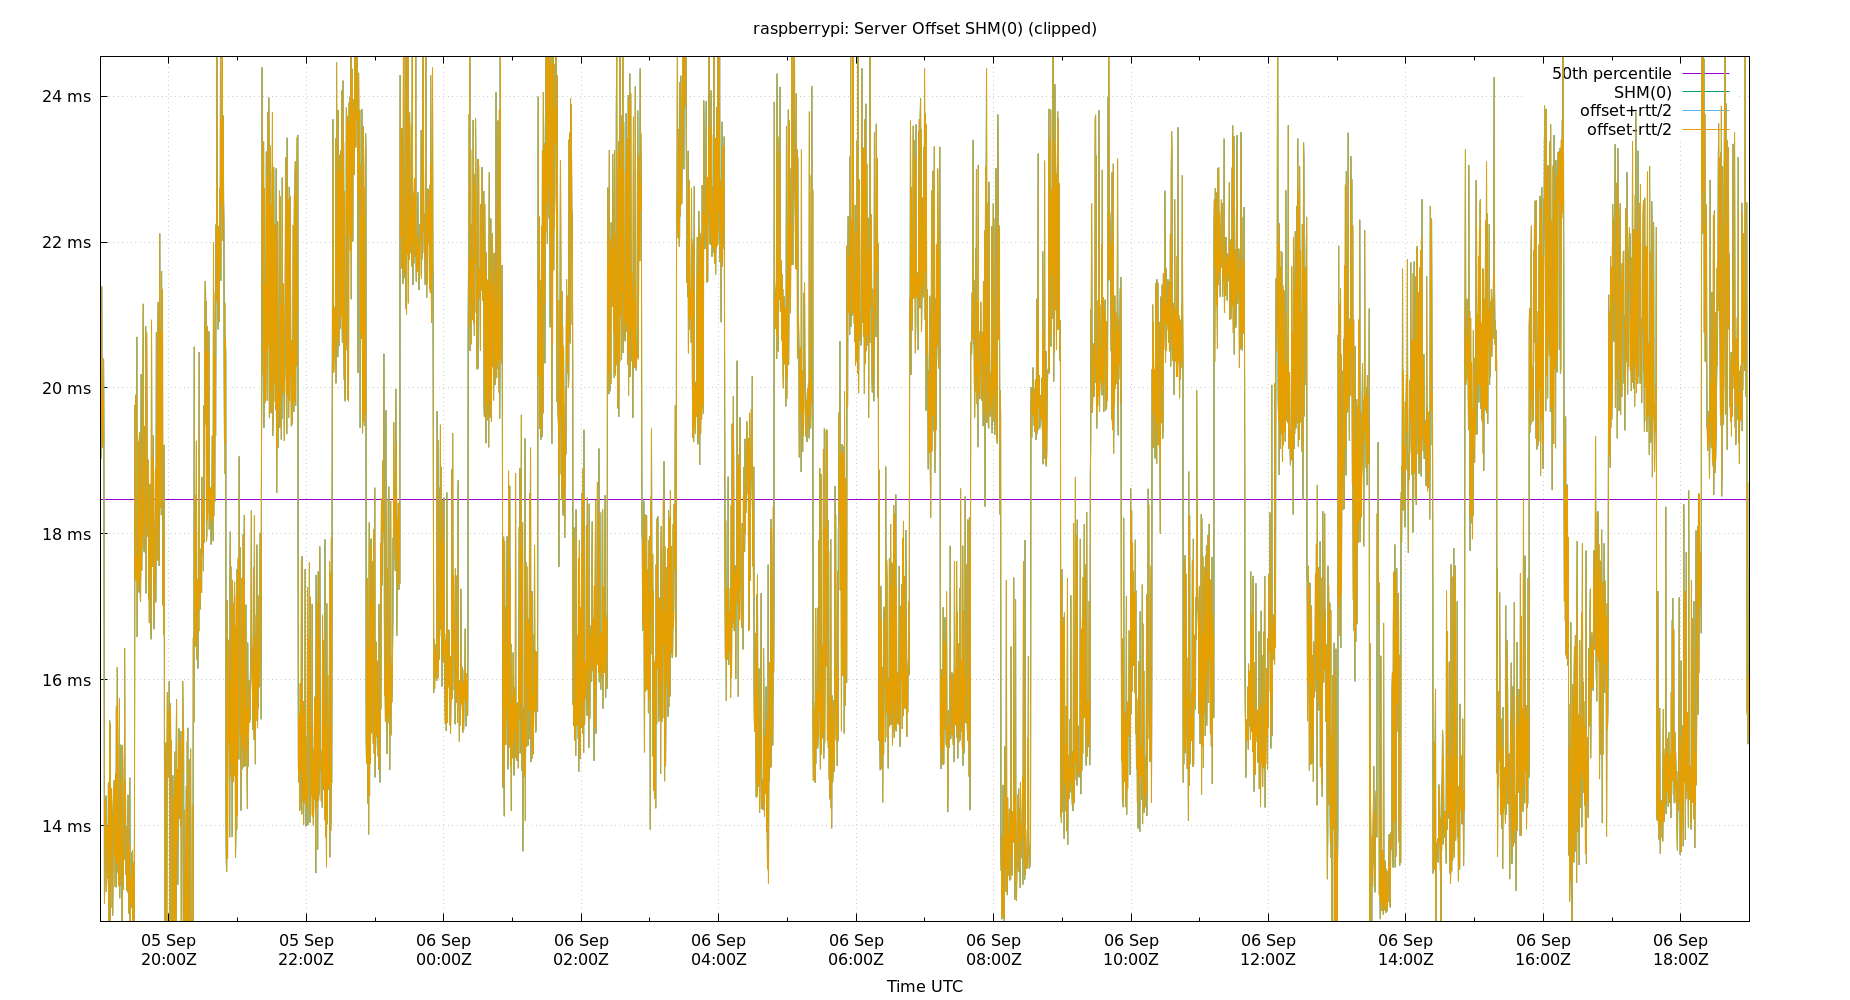 raspberrypi: Server Offset SHM(0) (clipped)
50th percentile
SHM(0)
offset+rtt/2
offset-rtt/2
24 ms
22 ms
20 ms
18 ms
16 ms
14 ms
05 Sep 05 Sep 06 Sep 06 Sep 06 Sep 06 Sep 06 Sep 06 Sep 06 Sep 06 Sep 06 Sep 06 Sep
20:00Z 22:00Z 00:00Z 02:00Z 04:00Z 06:00Z 08:00Z 10:00Z 12:00Z 14:00Z 16:00Z 18:00Z
Time UTC